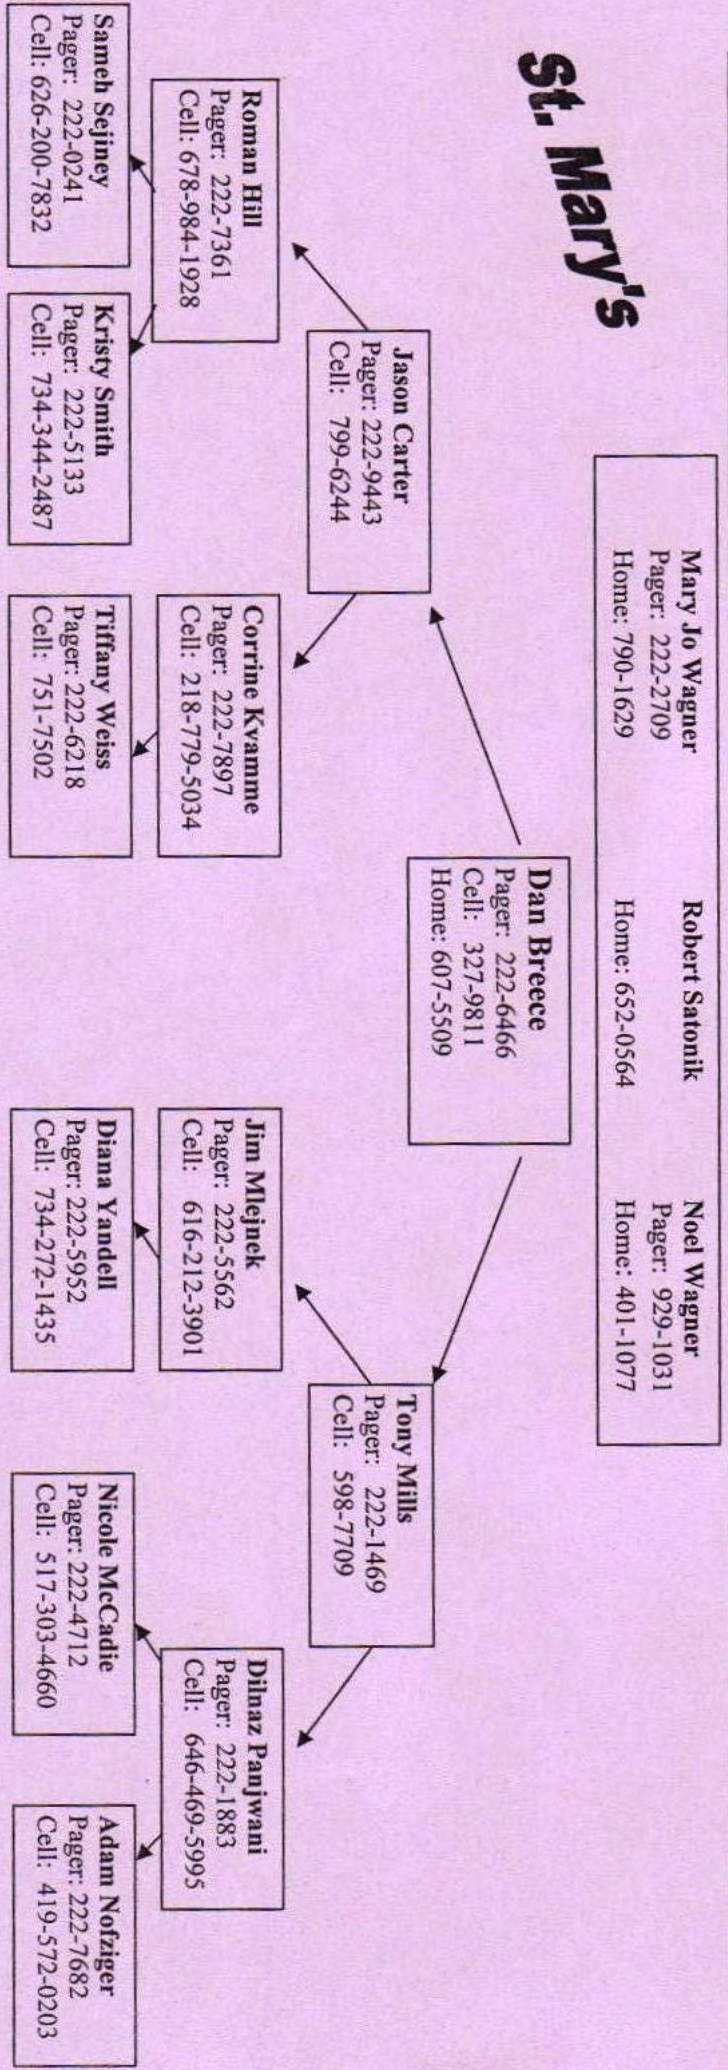 St. Mary's
Mary Jo Wagner
Pager: 222-2709
Home: 790-1629
Robert Satonik
Home: 652-0564
Noel Wagner
Pager: 929-1031
Home: 401-1077
Dan Breece
Pager: 222-6466
Cell: 327-9811
Home: 607-5509
Jason Carter
Pager: 222-9443
Cell: 799-6244
Tony Mills
Pager: 222-1469
Cell: 598-7709
Roman Hill
Pager: 222-7361
Cell: 678-984-1928
Corrine Kvamme
Pager: 222-7897
Cell: 218-779-5034
Jim Mlejnek
Pager: 222-5562
Cell: 616-212-3901
Dilnaz Panjwani
Pager: 222-1883
Cell: 646-469-5995
Sameh Sejiney
Pager: 222-0241
Cell: 626-200-7832
Kristy Smith
Pager: 222-5133
Cell: 734-344-2487
Tiffany Weiss
Pager: 222-6218
Cell: 751-7502
Diana Yandell
Pager: 222-5952
Cell: 734-272-1435
Nicole McCadie
Pager: 222-4712
Cell: 517-303-4660
Adam Nofziger
Pager: 222-7682
Cell: 419-572-0203